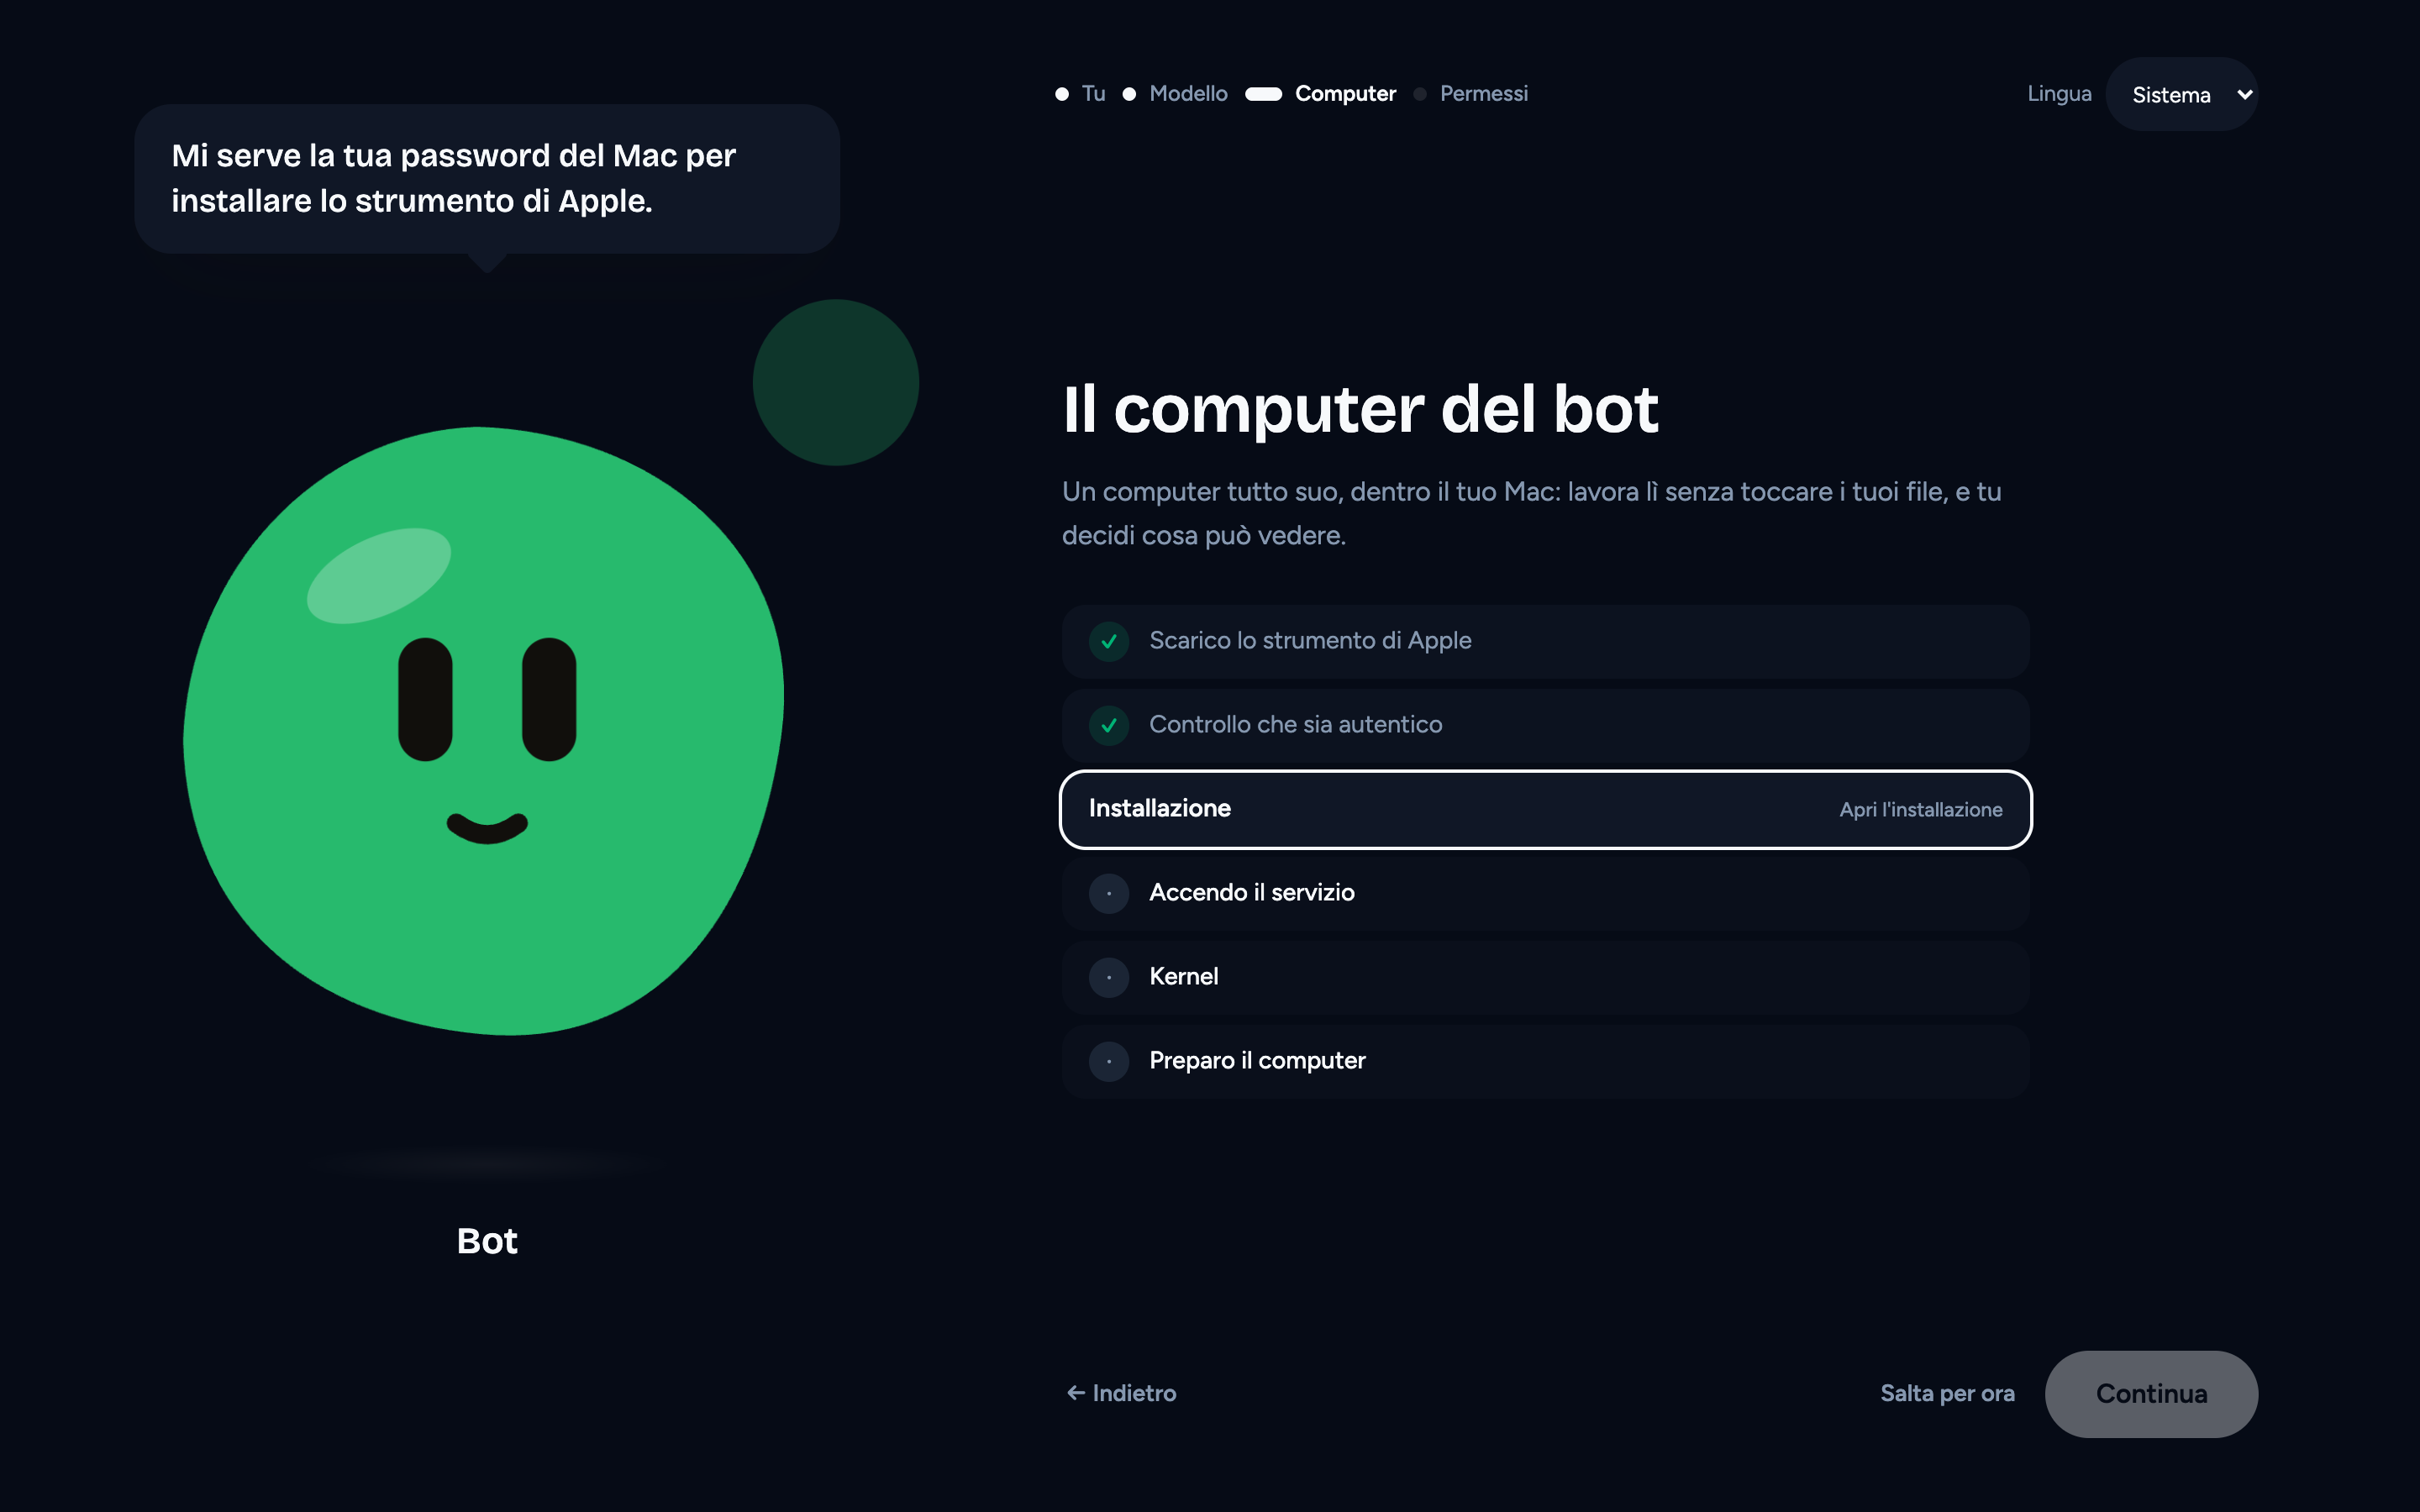 Mi serve la tua password del Mac per
installare lo strumento di Apple.
Bot
Tu
Modello
Computer
Permessi
Lingua
Sistema
Il computer del bot
Un computer tutto suo, dentro il tuo Mac: lavora lì senza toccare i tuoi file, e tu
decidi cosa può vedere.
Scarico lo strumento di Apple
Controllo che sia autentico
Installazione
Apri l'installazione
Accendo il servizio
Kernel
Preparo il computer
← Indietro
Salta per ora
Continua